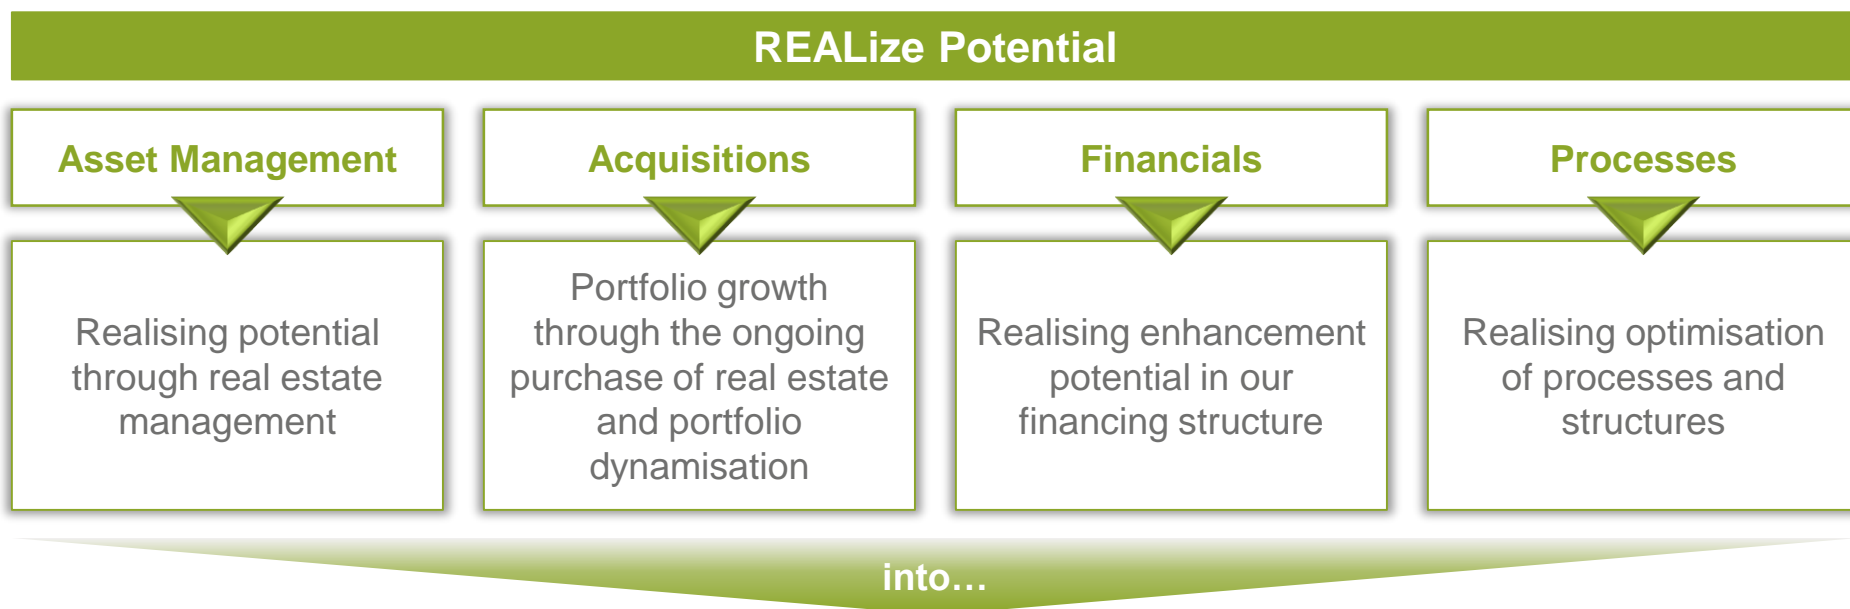 REALize Potential
Asset Management
Acquisitions
Financials
Processes
Realising potential
through real estate
management
Portfolio growth
through the ongoing
purchase of real estate
and portfolio
dynamisation
Realising enhancement
potential in our
financing structure
Realising optimisation
of processes and
structures
into…